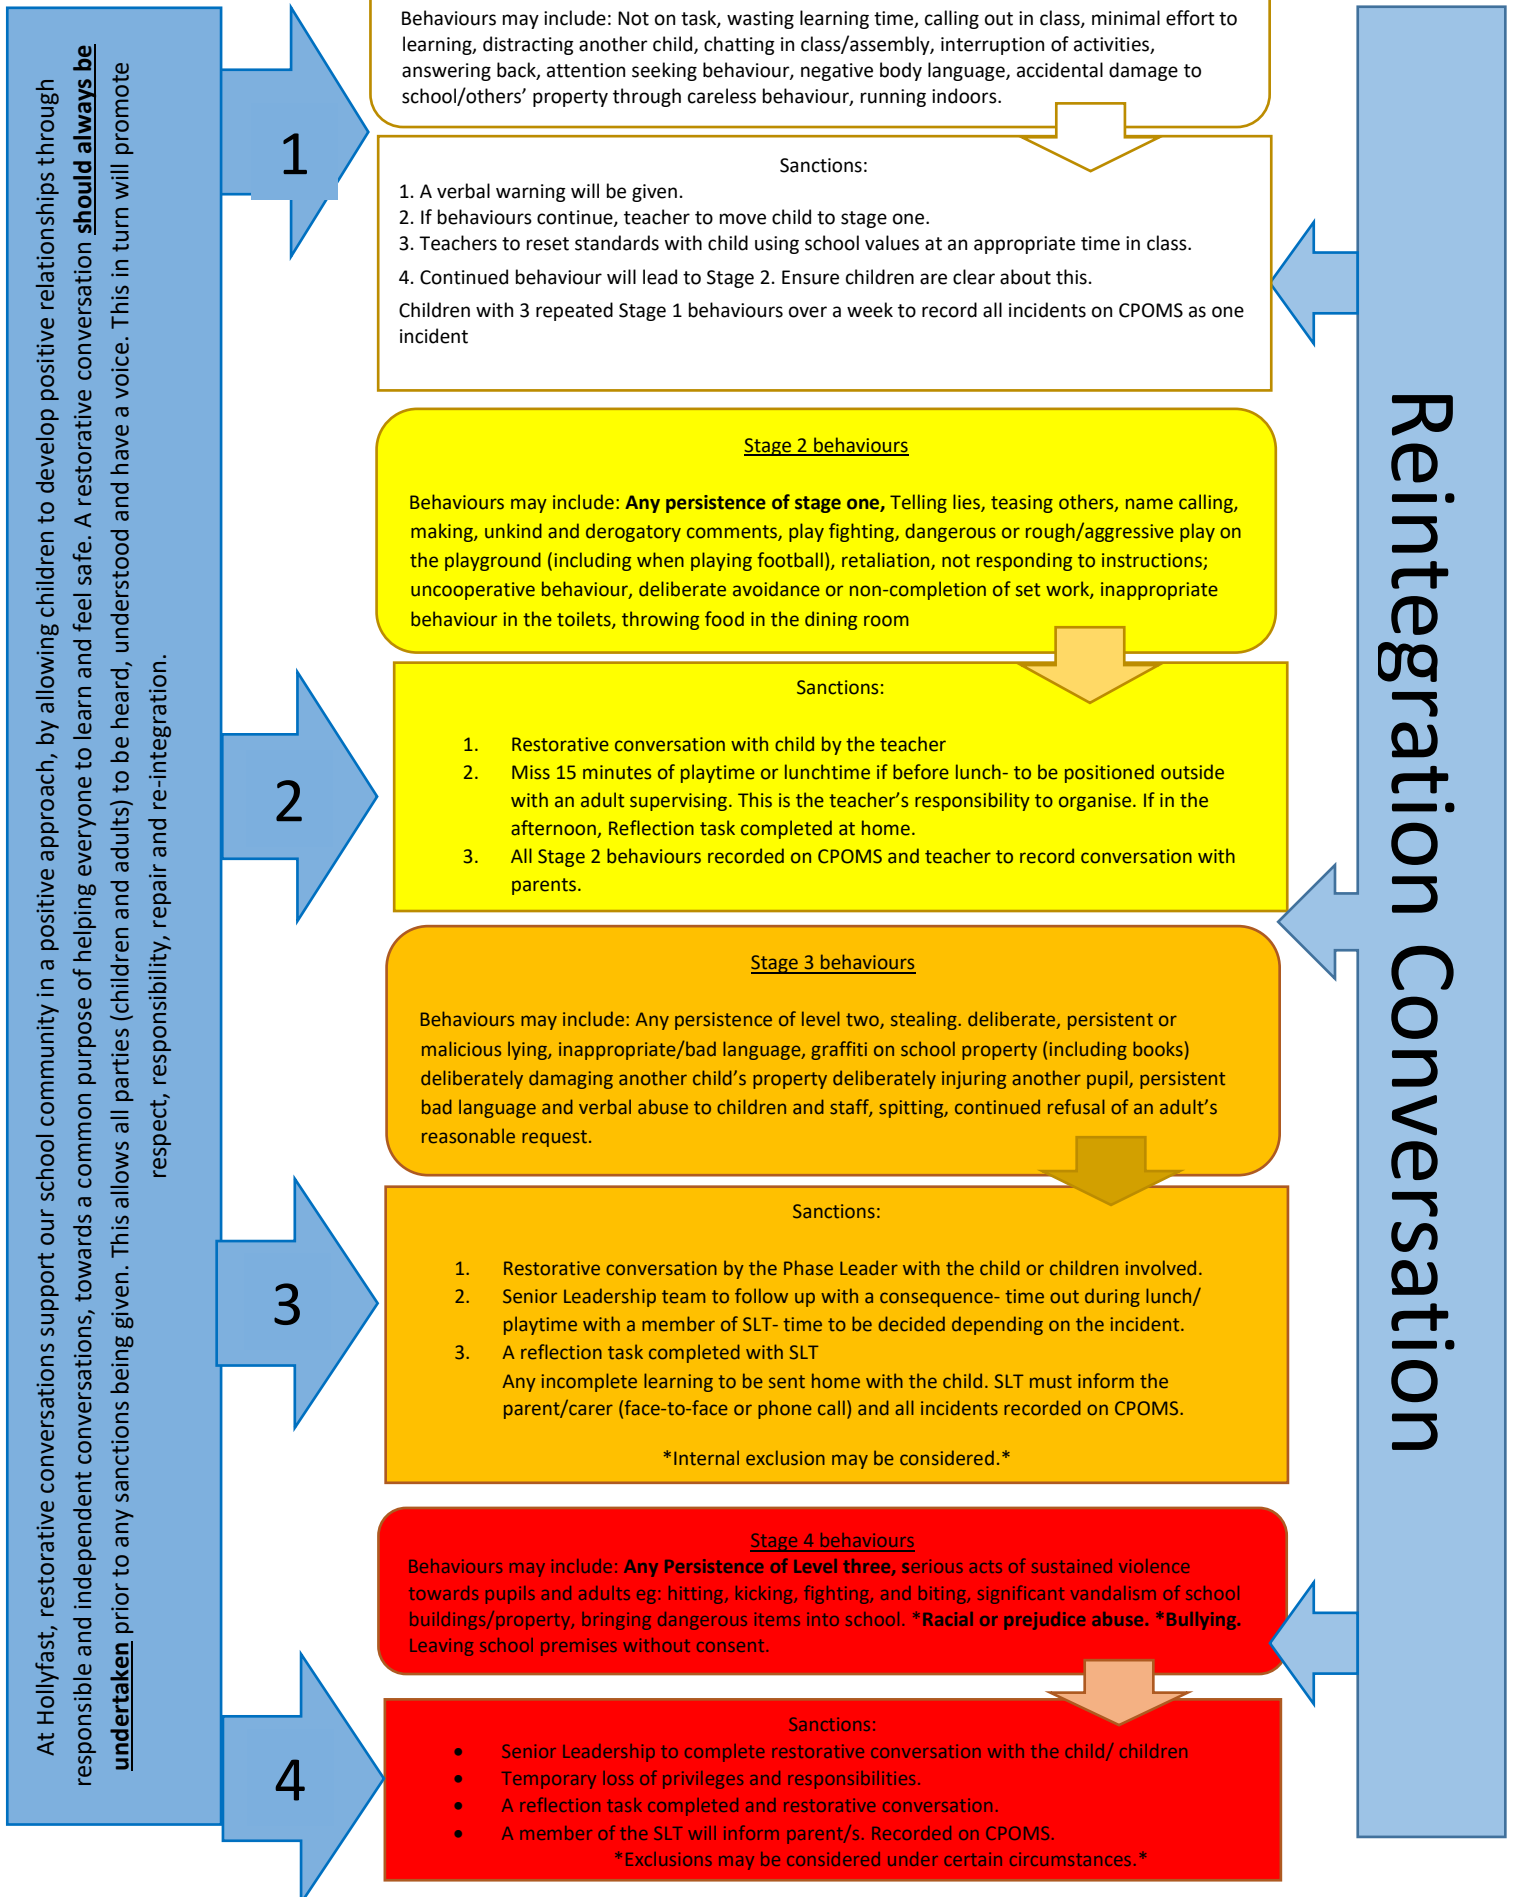 At Hollyfast, restorative conversations support our school community in a positive approach, by allowing children to develop positive relationships through
responsible and independent conversations, towards a common purpose of helping everyone to learn and feel safe. A restorative conversation should always be
undertaken prior to any sanctions being given. This allows all parties (children and adults) to be heard, understood and have a voice. This in turn will promote
respect, responsibility, repair and re-integration.
1
Behaviours may include: Not on task, wasting learning time, calling out in class, minimal effort to
learning, distracting another child, chatting in class/assembly, interruption of activities,
answering back, attention seeking behaviour, negative body language, accidental damage to
school/others’ property through careless behaviour, running indoors.
Sanctions:
1. A verbal warning will be given.
2. If behaviours continue, teacher to move child to stage one.
3. Teachers to reset standards with child using school values at an appropriate time in class.
4. Continued behaviour will lead to Stage 2. Ensure children are clear about this.
Children with 3 repeated Stage 1 behaviours over a week to record all incidents on CPOMS as one
incident
2
Stage 2 behaviours
Behaviours may include: Any persistence of stage one, Telling lies, teasing others, name calling,
making, unkind and derogatory comments, play fighting, dangerous or rough/aggressive play on
the playground (including when playing football), retaliation, not responding to instructions;
uncooperative behaviour, deliberate avoidance or non-completion of set work, inappropriate
behaviour in the toilets, throwing food in the dining room
Sanctions:
1. Restorative conversation with child by the teacher
2. Miss 15 minutes of playtime or lunchtime if before lunch- to be positioned outside
with an adult supervising. This is the teacher’s responsibility to organise. If in the
afternoon, Reflection task completed at home.
3. All Stage 2 behaviours recorded on CPOMS and teacher to record conversation with
parents.
3
Stage 3 behaviours
Behaviours may include: Any persistence of level two, stealing. deliberate, persistent or
malicious lying, inappropriate/bad language, graffiti on school property (including books)
deliberately damaging another child’s property deliberately injuring another pupil, persistent
bad language and verbal abuse to children and staff, spitting, continued refusal of an adult’s
reasonable request.
Sanctions:
1. Restorative conversation by the Phase Leader with the child or children involved.
2. Senior Leadership team to follow up with a consequence- time out during lunch/
playtime with a member of SLT- time to be decided depending on the incident.
3. A reflection task completed with SLT
Any incomplete learning to be sent home with the child. SLT must inform the
parent/carer (face-to-face or phone call) and all incidents recorded on CPOMS.
*Internal exclusion may be considered.*
4
Stage 4 behaviours
Behaviours may include: Any Persistence of Level three, serious acts of sustained violence
towards pupils and adults eg: hitting, kicking, fighting, and biting, significant vandalism of school
buildings/property, bringing dangerous items into school. *Racial or prejudice abuse. *Bullying.
Leaving school premises without consent.
Sanctions:
• Senior Leadership to complete restorative conversation with the child/ children
• Temporary loss of privileges and responsibilities.
• A reflection task completed and restorative conversation.
• A member of the SLT will inform parent/s. Recorded on CPOMS.
*Exclusions may be considered under certain circumstances.*
Reintegration Conversation